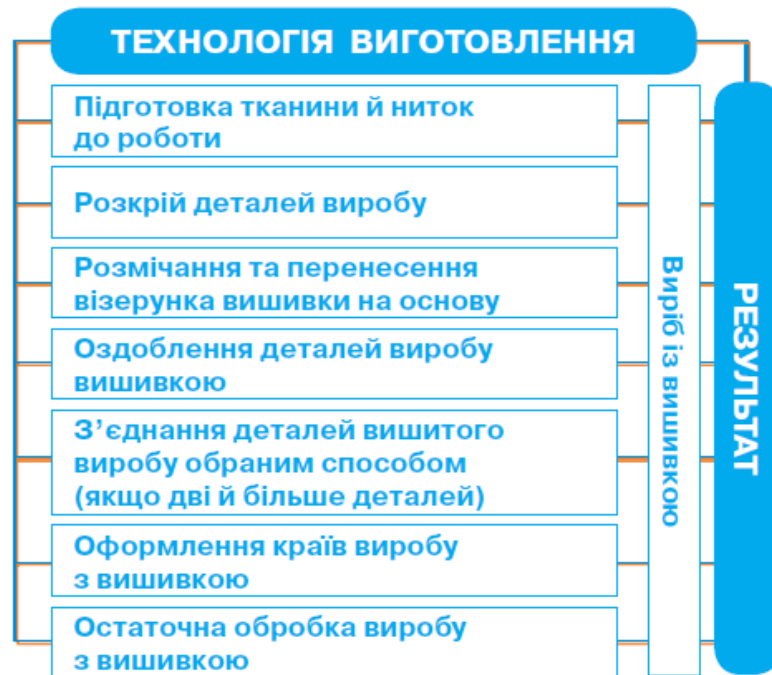 ТЕХНОЛОГІЯ ВИГОТОВЛЕННЯ
Підготовка тканини й ниток
до роботи
Розкрій деталей виробу
Розмічання та перенесення
візерунка вишивки на основу
Оздоблення деталей виробу
вишивкою
З’єднання деталей вишитого
виробу обраним способом
(якщо дві й більше деталей)
Оформлення країв виробу
з вишивкою
Остаточна обробка виробу
з вишивкою
Виріб із вишивкою
РЕЗУЛЬТАТ